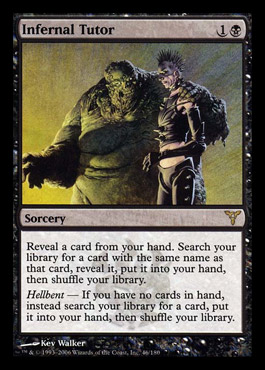 Infernal Tutor 1
Sorcery
Reveal a card from your hand. Search your
library for a card with the same name as
that card, reveal it, put it into your hand,
then shuffle your library.
Hellbent — If you have no cards in hand,
instead search your library for a card, put
it into your hand, then shuffle your library.
Kev Walker
™ & © 1993–2006 Wizards of the Coast, Inc. 46/180